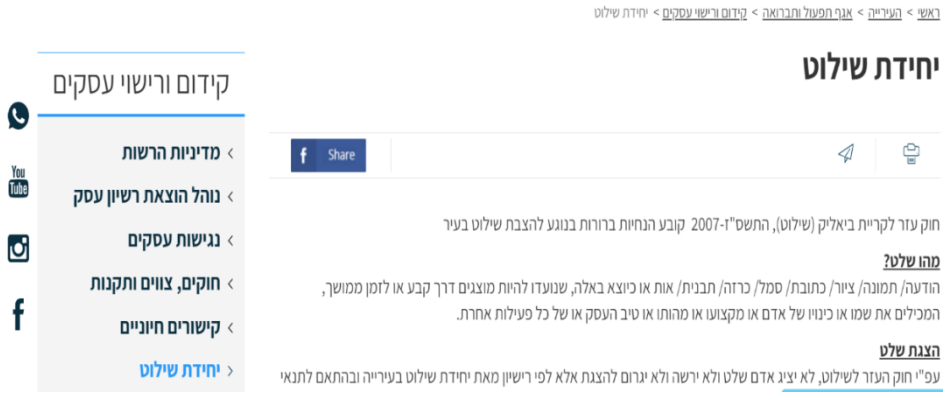 ראשי > העירייה > אגף תפעול ותברואה > קידום ורישוי עסקים > יחידת שילוט
יחידת שילוט
Share
חוק עזר לקריית ביאליק (שילוט), התשס"ז-2007 קובע הנחיות ברורות בנוגע להצבת שילוט בעיר
מהו שלט?
הודעה/ תמונה/ ציור/ כתובת/ סמל/ כרזה/ תבנית/ אות או כיוצא באלה, שנועדו להיות מוצגים דרך קבע או לזמן ממושך,
המכילים את שמו או כינויו של אדם או מקצועו או מהותו או טיב העסק או של כל פעילות אחרת.
הצגת שלט
עפ"י חוק העזר לשילוט, לא יציג אדם שלט ולא ירשה ולא יגרום להצגת אלא לפי רישיון מאת יחידת שילוט בעירייה ובהתאם לתנאי
קידום ורישוי עסקים
מדיניות הרשות
נוהל הוצאת רשיון עסק
נגישות עסקים
חוקים, צווים ותקנות
קישורים חיוניים
יחידת שילוט
You
Tube